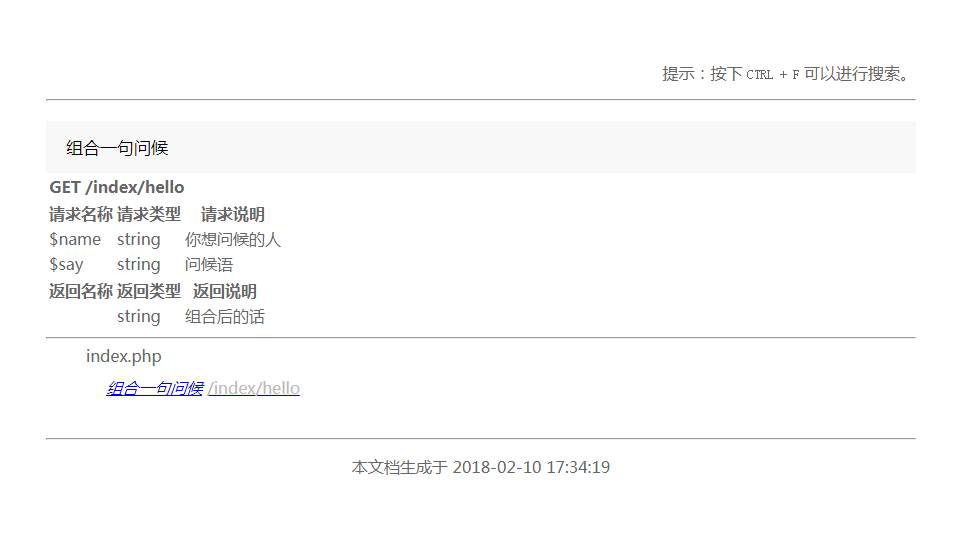 提示：按下 CTRL + F 可以进行搜索。
组合一句问候
GET /index/hello
请求名称 请求类型 请求说明
$name string 你想问候的人
$say string 问候语
返回名称 返回类型 返回说明
string 组合后的话
index.php
组合一句问候 /index/hello
本文档生成于 2018-02-10 17:34:19